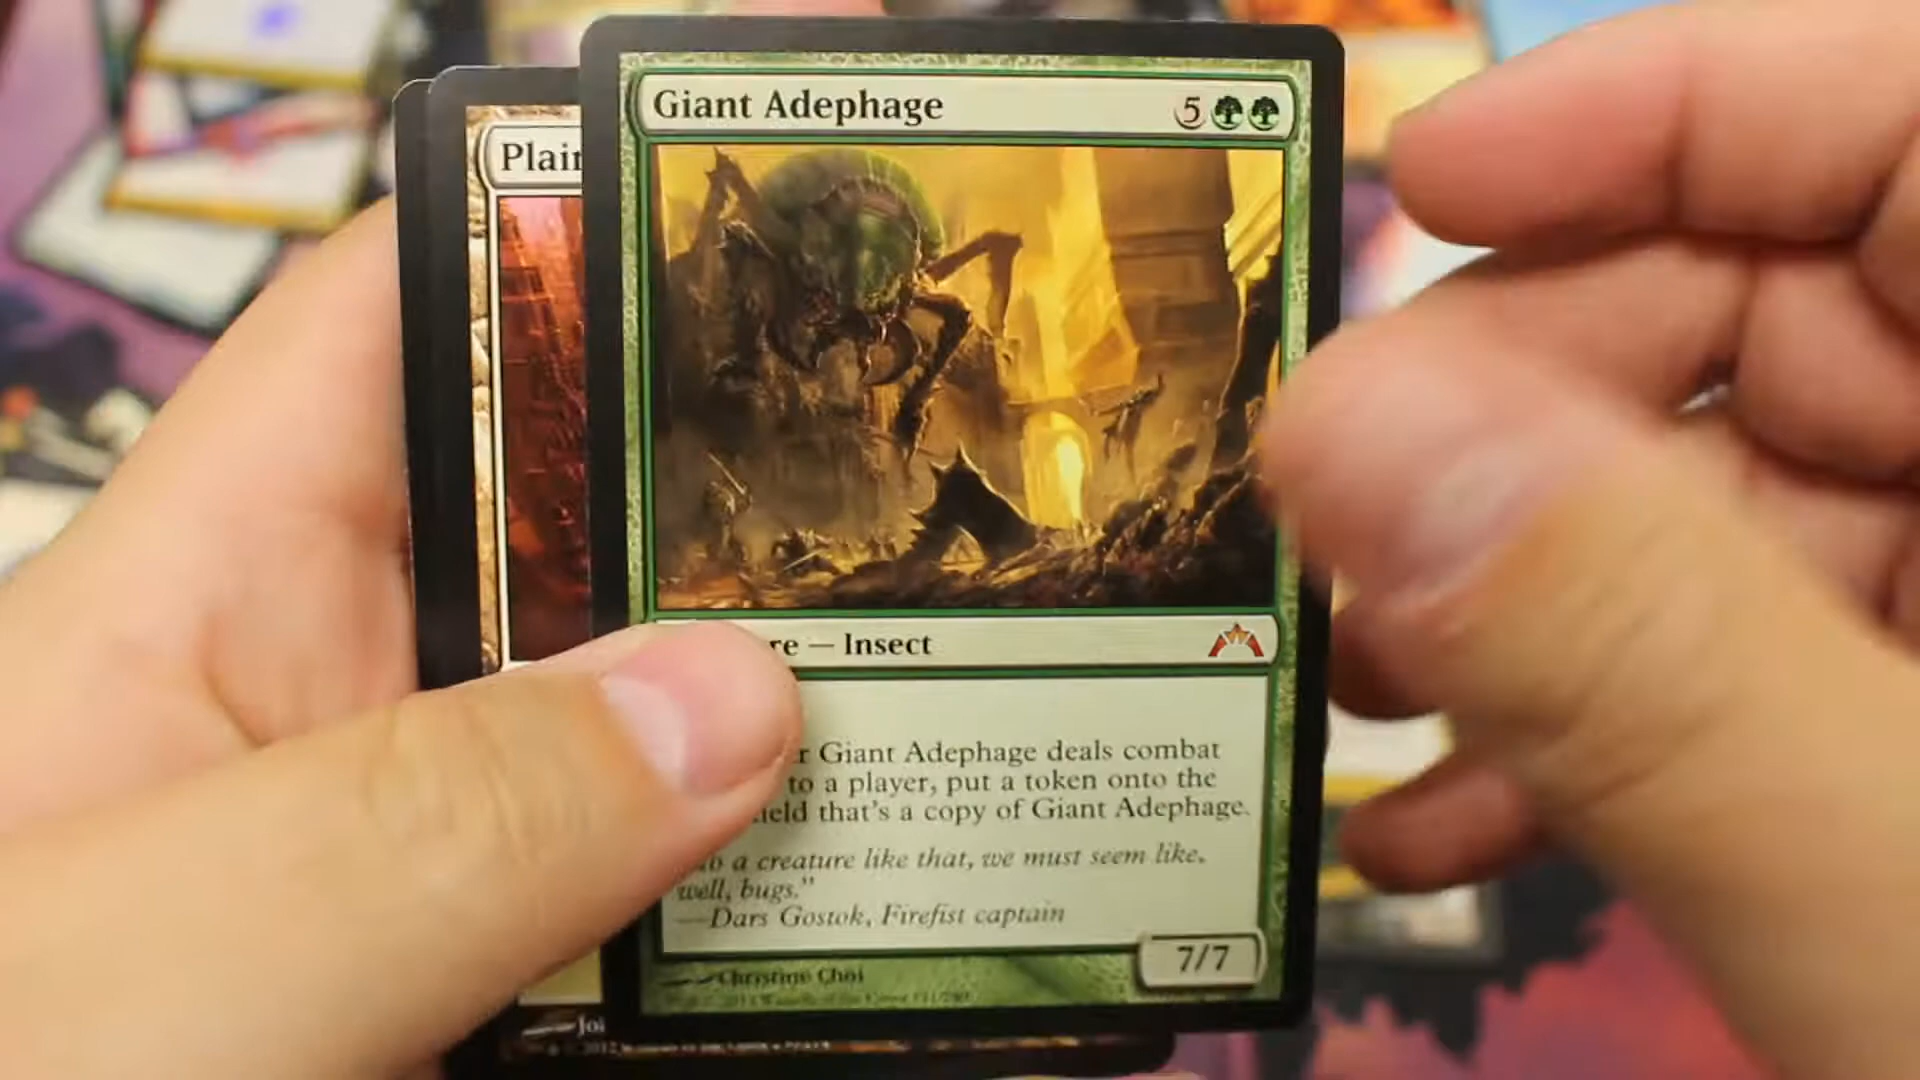 Giant Adephage
5
Plain
re — Insect
r Giant Adephage deals combat
to a player, put a token onto the
ield that's a copy of Giant Adephage.
a creature like that, we must seem like,
well, bugs."
—Dars Gostok, Firefist captain
7/7
Christine Choi
Joi